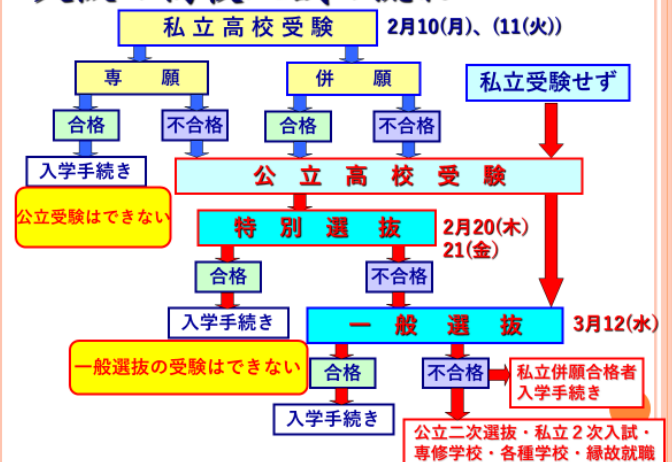 私立高校受験
2月10(月)、(11(火))
専願
併願
私立受験せず
合格
不合格
合格
不合格
入学手続き
公立高校受験
公立受験はできない
特別選抜
2月20(木)
21(金)
合格
不合格
入学手続き
一般選抜
3月12(水)
一般選抜の受験はできない
合格
不合格
私立併願合格者
入学手続き
入学手続き
公立二次選抜・私立２次入試・
専修学校・各種学校・縁故就職